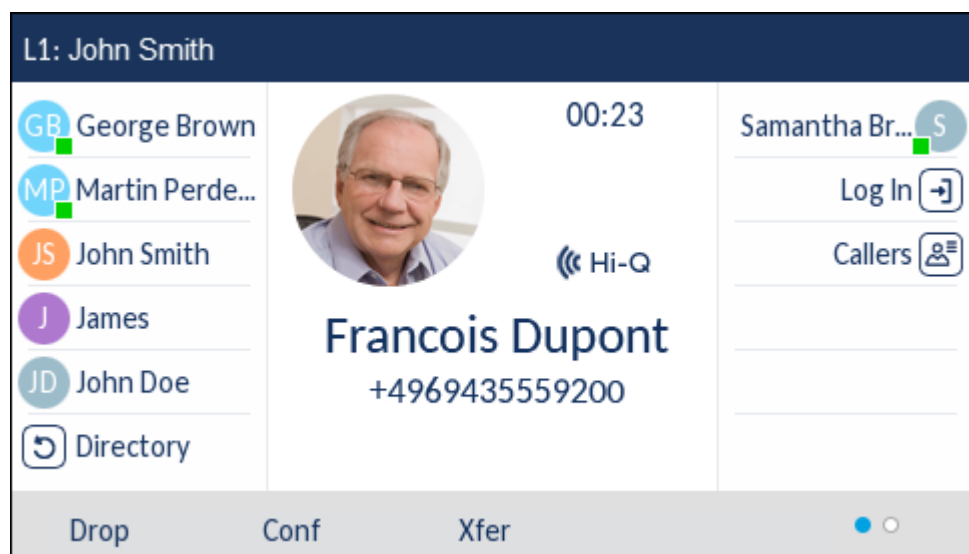 L1: John Smith
GB George Brown
MP Martin Perde...
JS John Smith
J James
JD John Doe
Directory
00:23
Hi-Q
Francois Dupont
+4969435559200
Samantha Br... S
Log In
Callers
Drop Conf Xfer